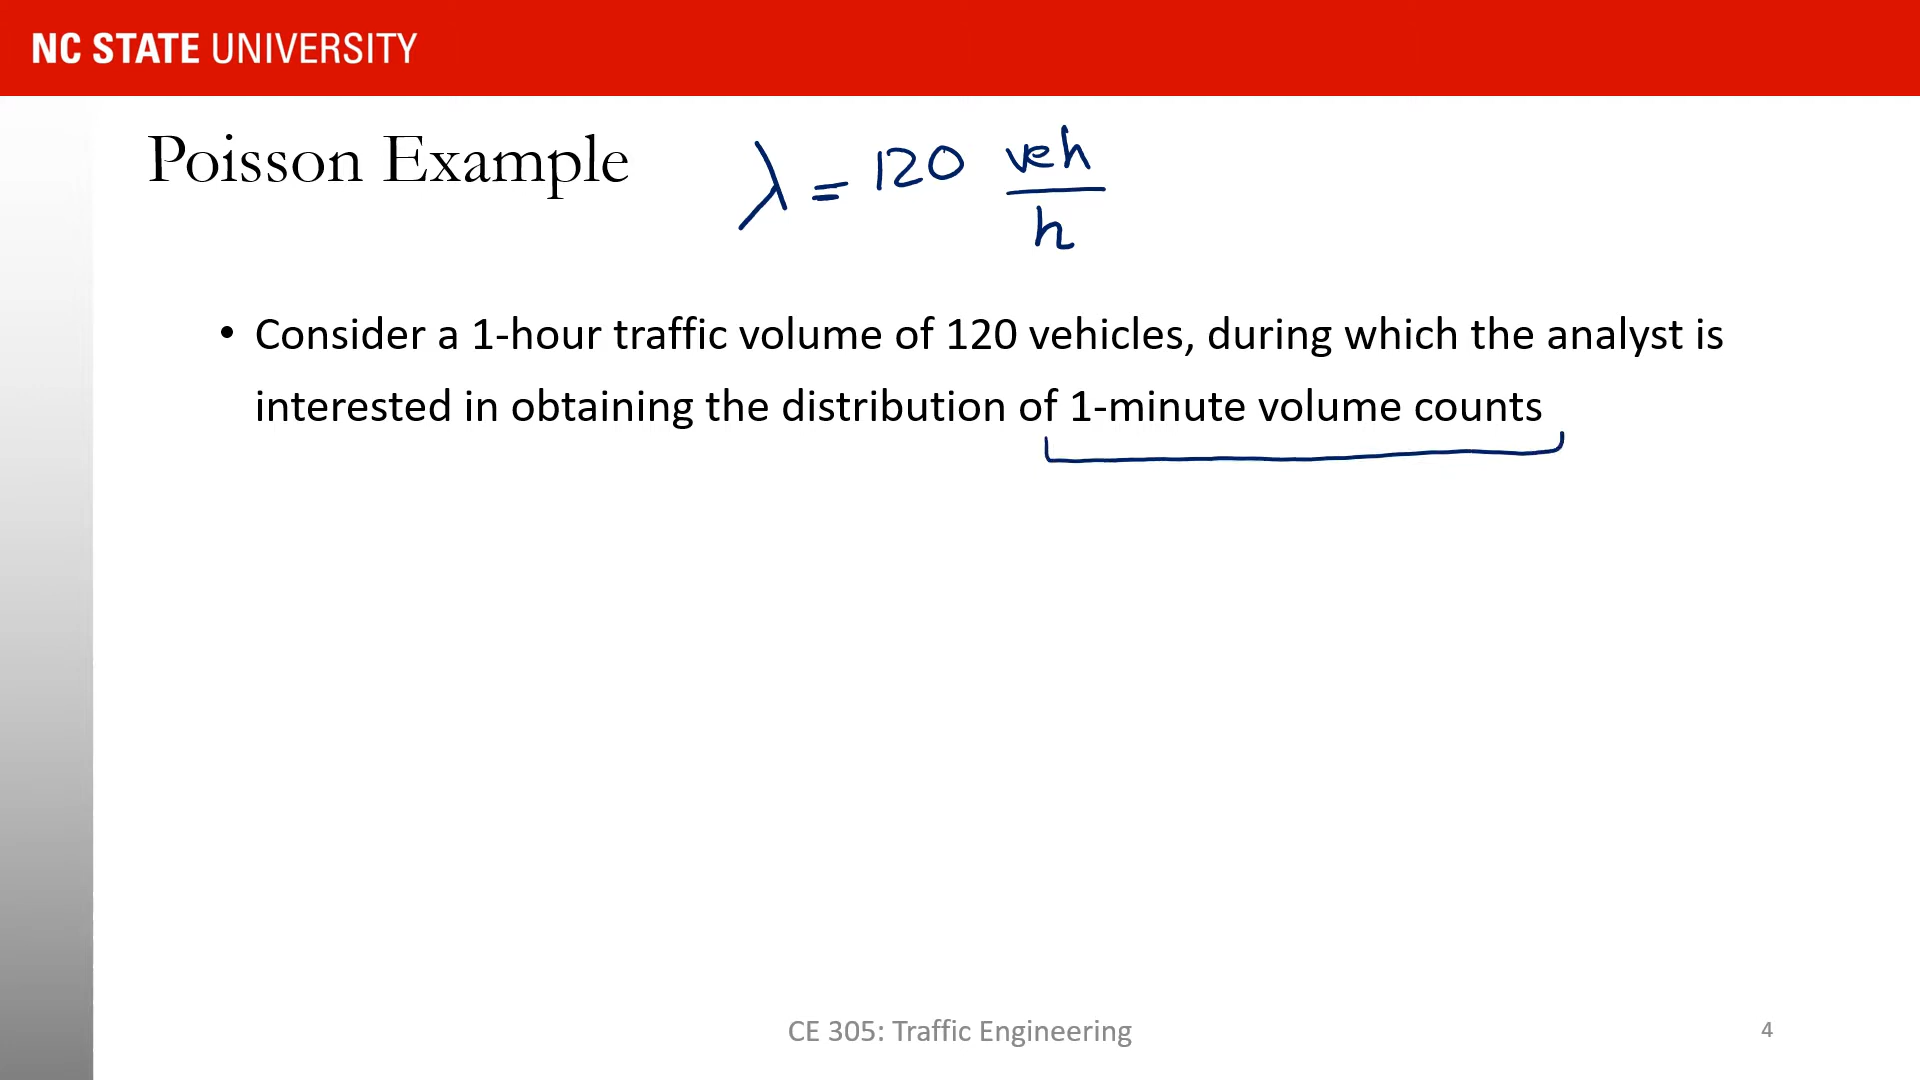 NC STATE UNIVERSITY
Poisson Example
λ = 120 veh
h
• Consider a 1-hour traffic volume of 120 vehicles, during which the analyst is
interested in obtaining the distribution of 1-minute volume counts
CE 305: Traffic Engineering
4